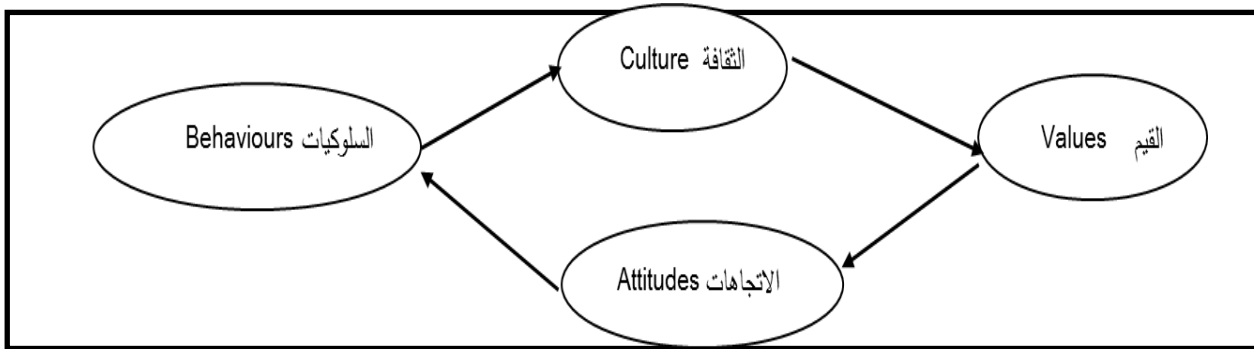 Culture الثقافة
Behaviours السلوكيات
Values القيم
Attitudes الاتجاهات